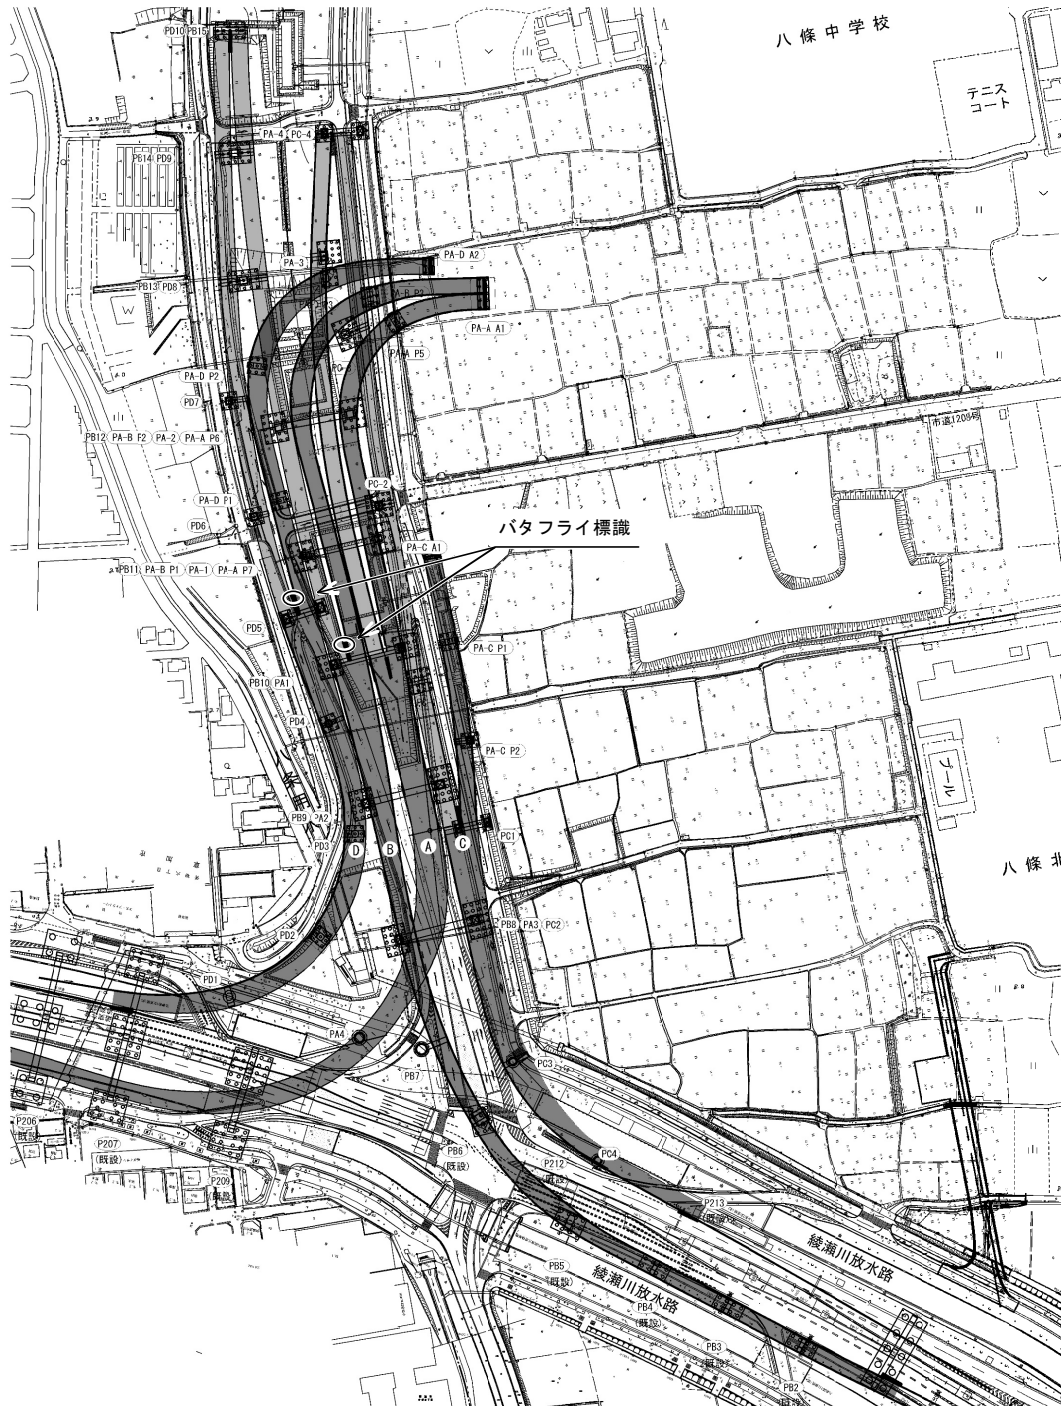 八條中学校
テニス
コート
PD10 PB15
PA-4 PC-4
PB14 PD9
PA-D A2
PA-3
PB13 PD8
PA-A A1
PA-A P5
PA-D P2
PD7
市道1208号
PB12 PA-B P2 PA-2 PA-A P6
PC-2
PA-D P1
バタフライ標識
PD6
PA-C A1
PB11 PA-B P1 PA-1 PA-A P7
PD5
PA-C P1
PB10 PA1
PD4
PA-C P2
プール
PB9 PA2
PC1
PD3
D
B
A
C
八條北
PB8 PA3 PC2
PD2
PD1
PA4
PC3
PB7
P206
(既設)
P207
(既設)
PB6
(既設)
PC4
P212
(既設)
P209
(既設)
P213
(既設)
綾瀬川放水路
PB5
(既設)
綾瀬川放水路
PB4
(既設)
PB3
(既設)
PB2
(既設)